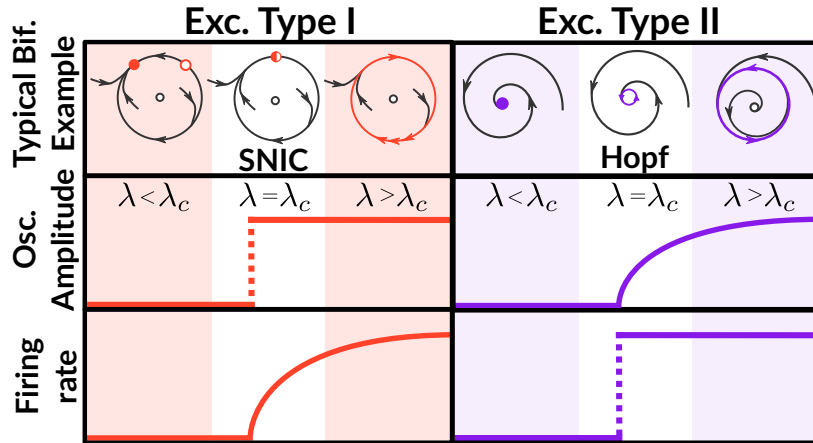 Exc. Type I
Exc. Type II
Typical Bif.
Example
SNIC
Hopf
Osc.
Amplitude
λ < λc
λ = λc
λ > λc
λ < λc
λ = λc
λ > λc
Firing
rate